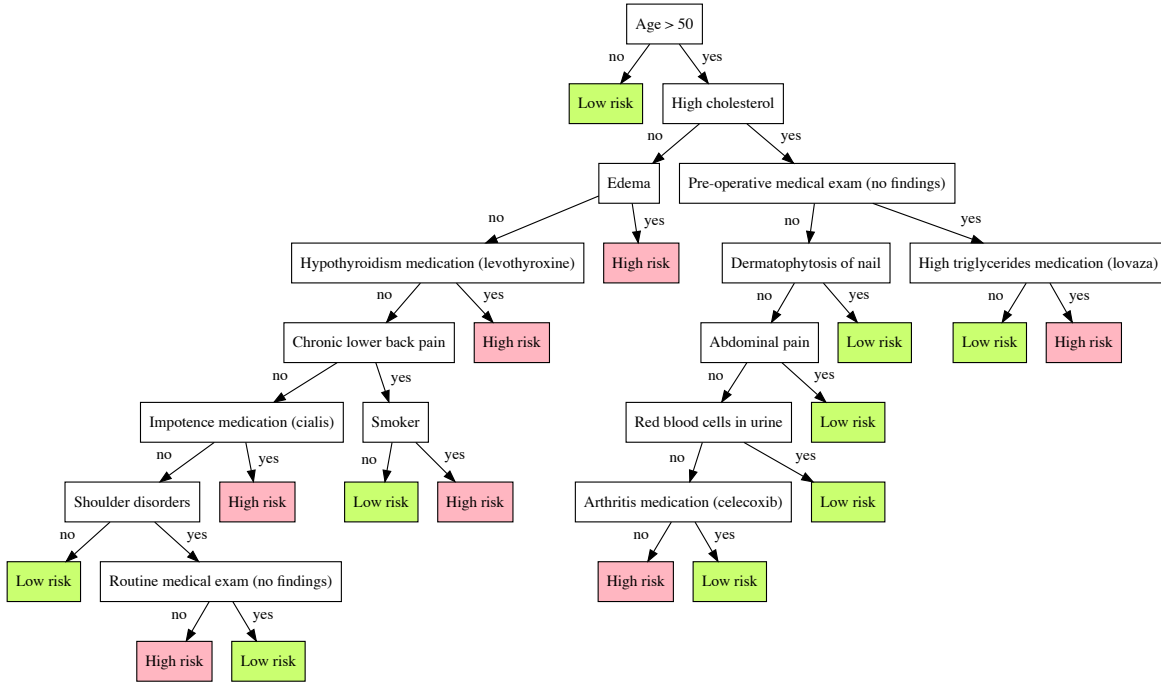 Age > 50
no
yes
Low risk
High cholesterol
no
yes
Edema
Pre-operative medical exam (no findings)
no
yes
no
yes
Hypothyroidism medication (levothyroxine)
High risk
Dermatophytosis of nail
High triglycerides medication (lovaza)
no
yes
no
yes
no
yes
Chronic lower back pain
High risk
Abdominal pain
Low risk
Low risk
High risk
no
yes
no
yes
Impotence medication (cialis)
Smoker
Red blood cells in urine
Low risk
no
yes
no
yes
no
yes
Shoulder disorders
High risk
Low risk
High risk
Arthritis medication (celecoxib)
Low risk
no
yes
no
yes
Low risk
Routine medical exam (no findings)
High risk
Low risk
no
yes
High risk
Low risk